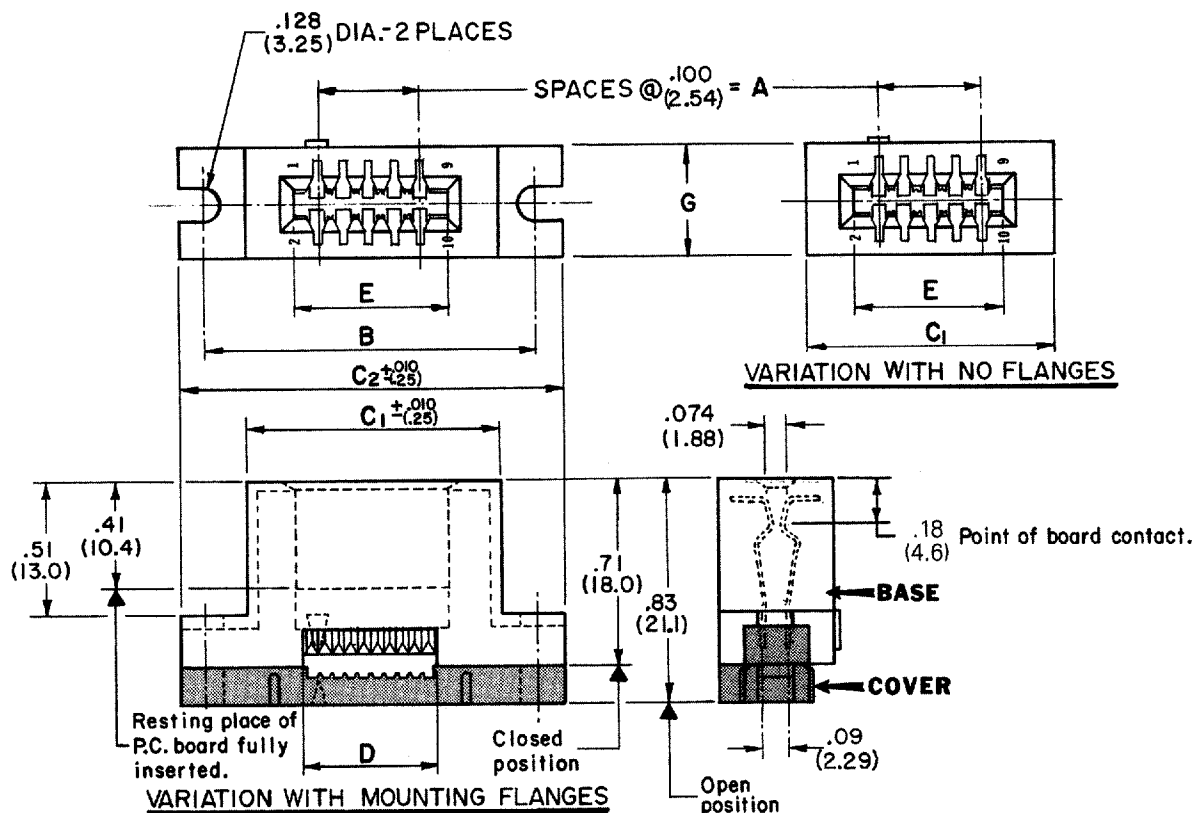 .128
(3.25) DIA.-2 PLACES
SPACES @ .100 (2.54) = A
1 9
2 10
E
B
C2 ±.010 (.25)
C1 ±.010 (.25)
G
1 9
2 10
E
C1
VARIATION WITH NO FLANGES
.074
(1.88)
.51
(13.0)
.41
(10.4)
.71
(18.0)
.83
(21.1)
.18
(4.6)
Point of board contact.
BASE
COVER
Resting place of
P.C. board fully
inserted.
D
Closed
position
.09
(2.29)
Open
position
VARIATION WITH MOUNTING FLANGES